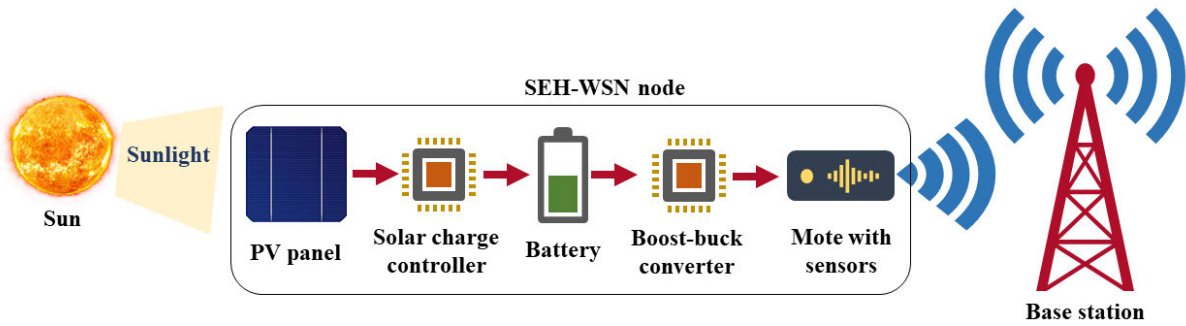 SEH-WSN node
Sunlight
Sun
PV panel
Solar charge
controller
Battery
Boost-buck
converter
Mote with
sensors
Base station